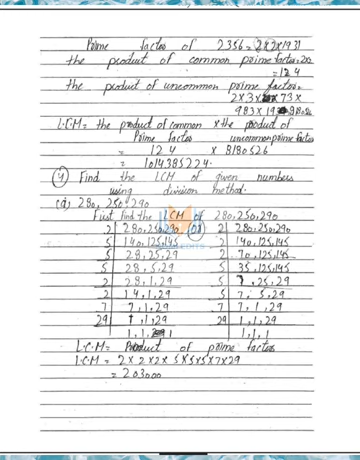 Prime factor of 2356 = 2×2×19×31
the product of common prime factor = 2×2
= 124
the product of uncommon prime factor =
2×3× 73×
983×19
L.C.M = the product of common × the product of
Prime factor uncommon prime factor
= 124 × 8180526
= 1014385224.
4) Find the LCM of given numbers
using division method.
(a) 280, 250, 290
First find the LCM of 280, 250, 290
2 | 280, 250, 290 (OR) 2 | 280, 250, 290
5 | 140, 125, 145 2 | 140, 125, 145
5 | 28, 25, 29 2 | 70, 125, 145
5 | 28, 5, 29 5 | 35, 125, 145
2 | 28, 1, 29 5 | 7, 25, 29
2 | 14, 1, 29 5 | 7, 5, 29
7 | 7, 1, 29 7 | 7, 1, 29
29 | 1, 1, 29 29 | 1, 1, 29
1, 1, 1 1, 1, 1
L.C.M = Product of prime factors
L.C.M = 2×2×2×5×5×5×7×29
= 203000